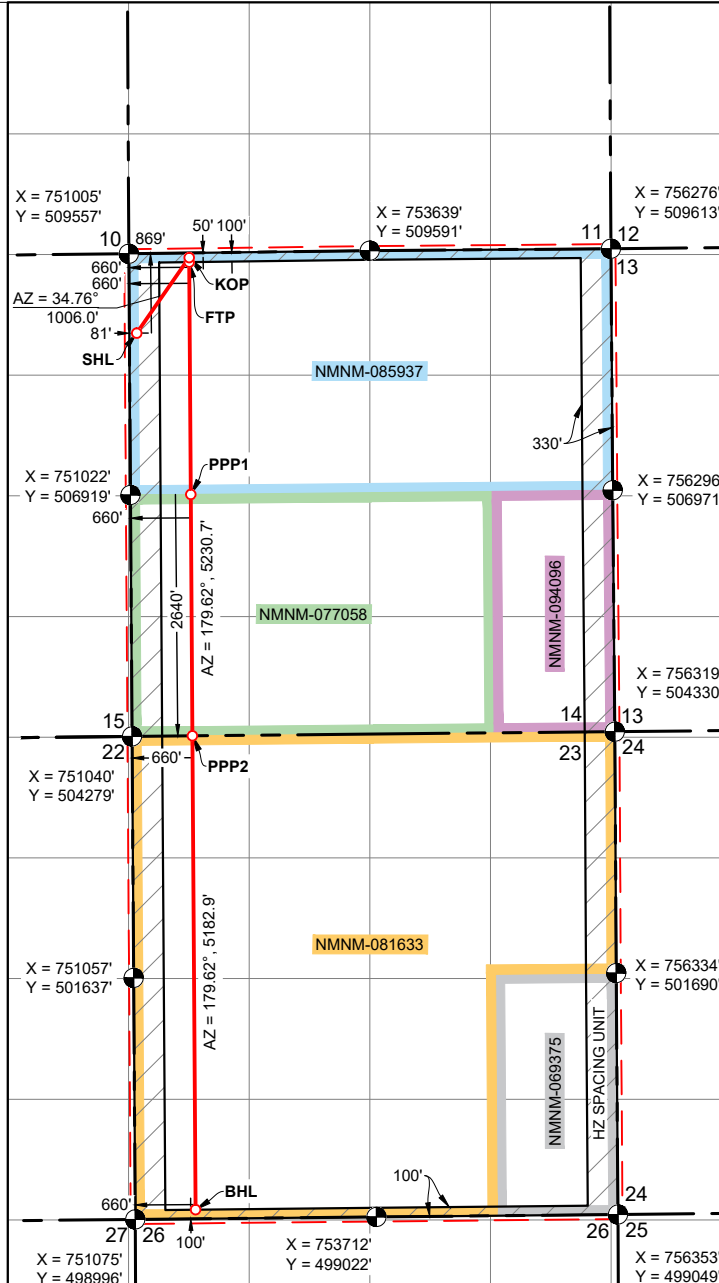 X = 751005'
Y = 509557'
X = 756276'
Y = 509613'
X = 753639'
Y = 509591'
50' 100'
10
869'
11
12
13
660'
660'
KOP
FTP
AZ = 34.76°
1006.0'
81'
SHL
NMNM-085937
330'
X = 751022'
Y = 506919'
PPP1
X = 756296'
Y = 506971'
660'
2640'
AZ = 179.62°, 5230.7'
NMNM-077058
NMNM-094096
X = 756319'
Y = 504330'
15
22
14
13
23
24
660'
PPP2
X = 751040'
Y = 504279'
NMNM-081633
X = 751057'
Y = 501637'
AZ = 179.62°, 5182.9'
X = 756334'
Y = 501690'
NMNM-069375
HZ SPACING UNIT
BHL
100'
660'
100'
24
27
26
26
25
X = 753712'
Y = 499022'
X = 751075'
Y = 498996'
X = 756353'
Y = 499049'